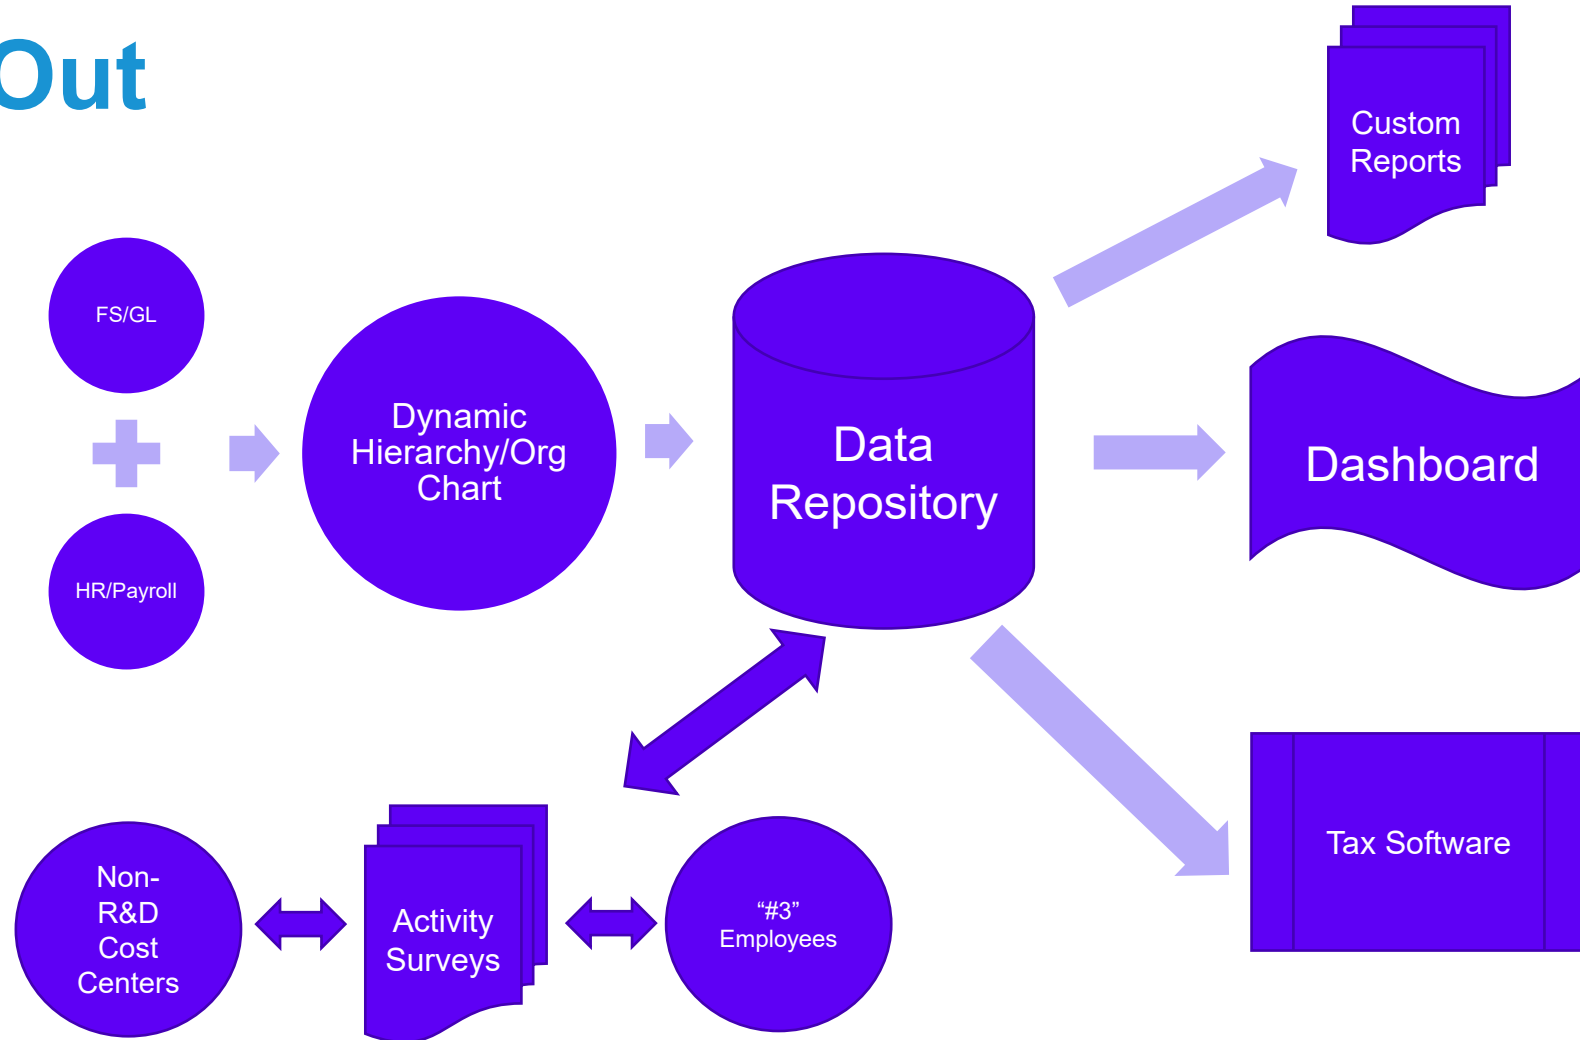 Out
Custom
Reports
FS/GL
Dynamic
Hierarchy/Org
Chart
Data
Repository
Dashboard
HR/Payroll
Tax Software
Non-
R&D
Cost
Centers
Activity
Surveys
“#3”
Employees